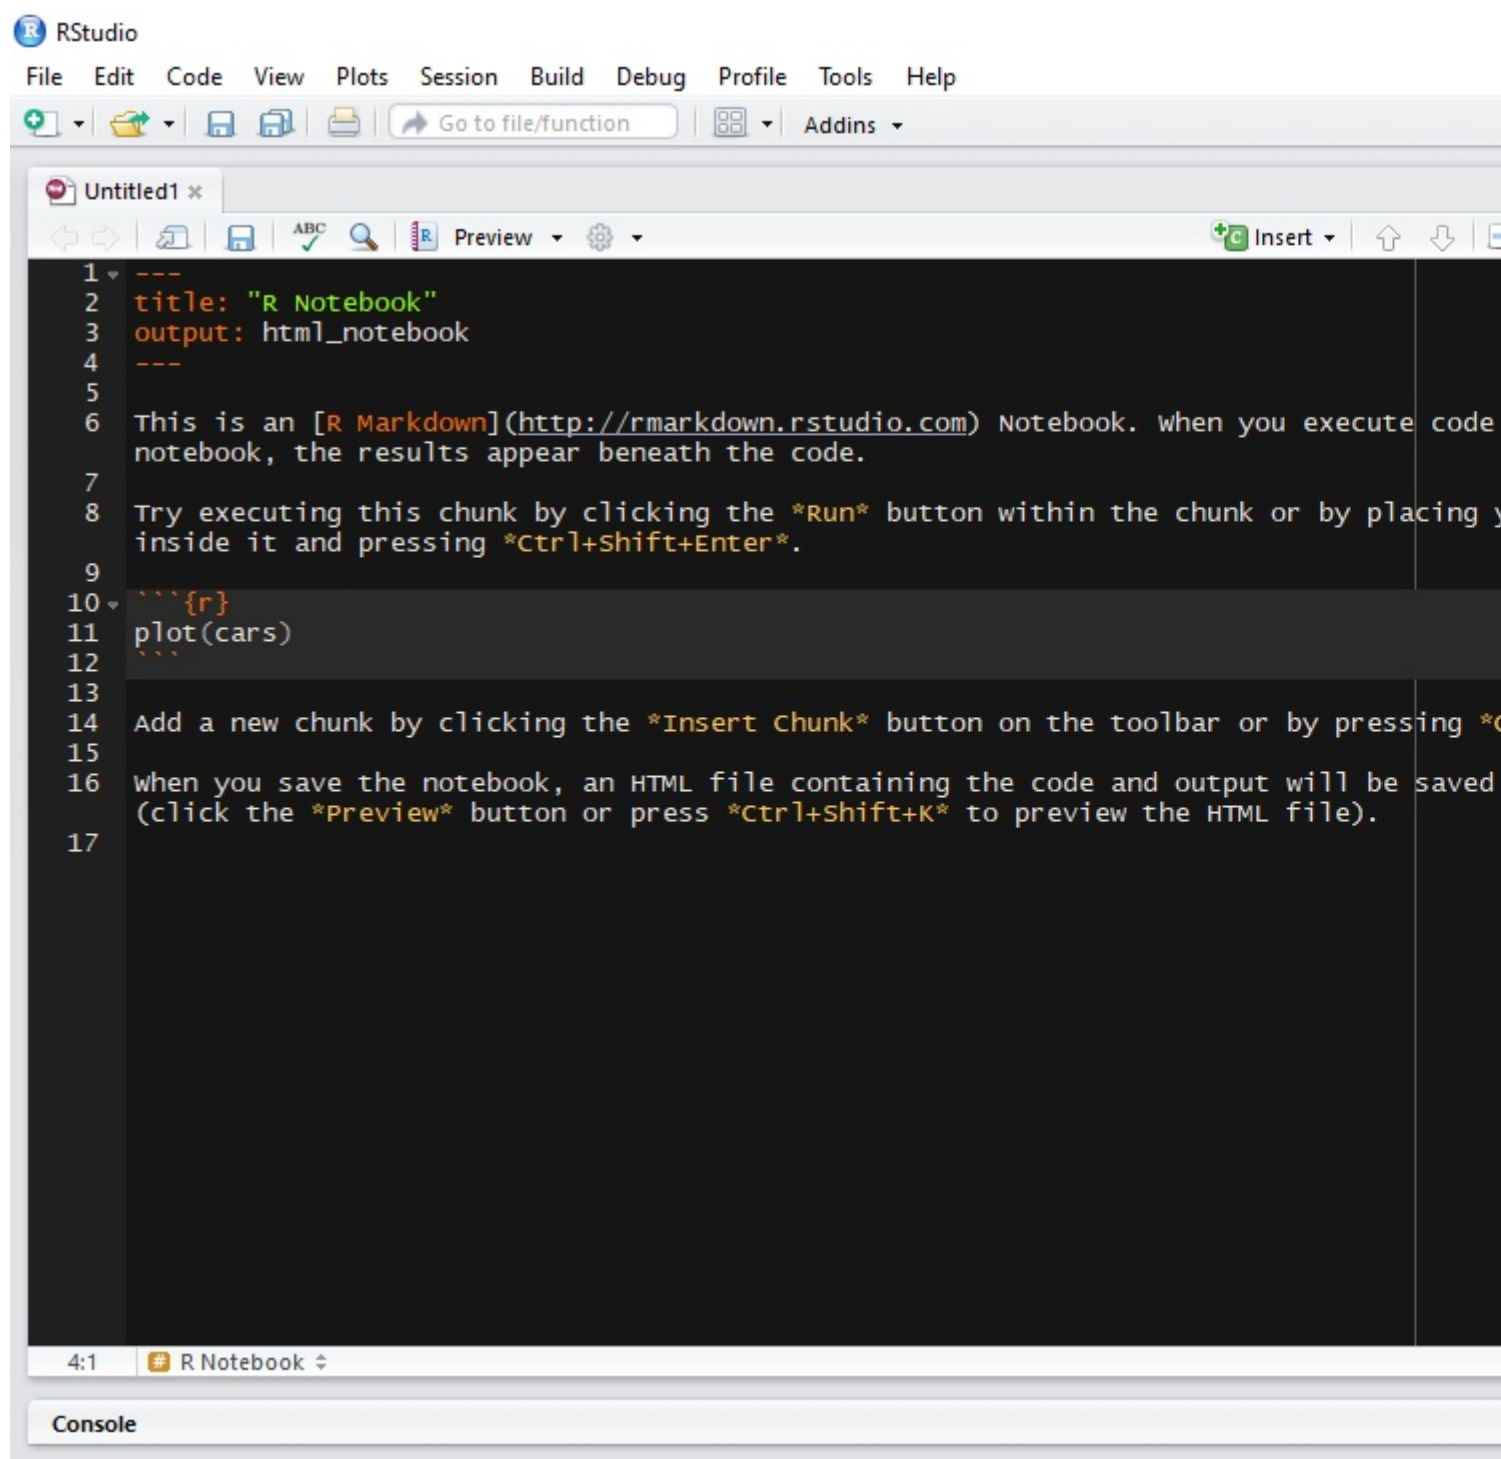 RStudio
File Edit Code View Plots Session Build Debug Profile Tools Help
Go to file/function Addins
Untitled1
ABC Preview Insert
1 ---
2 title: "R Notebook"
3 output: html_notebook
4 ---
5
6 This is an [R Markdown](http://rmarkdown.rstudio.com) Notebook. When you execute code
notebook, the results appear beneath the code.
7
8 Try executing this chunk by clicking the *Run* button within the chunk or by placing
inside it and pressing *Ctrl+Shift+Enter*.
9
10 ```{r}
11 plot(cars)
12 ```
13
14 Add a new chunk by clicking the *Insert Chunk* button on the toolbar or by pressing
15
16 When you save the notebook, an HTML file containing the code and output will be saved
(click the *Preview* button or press *Ctrl+Shift+K* to preview the HTML file).
17
4:1 # R Notebook
Console